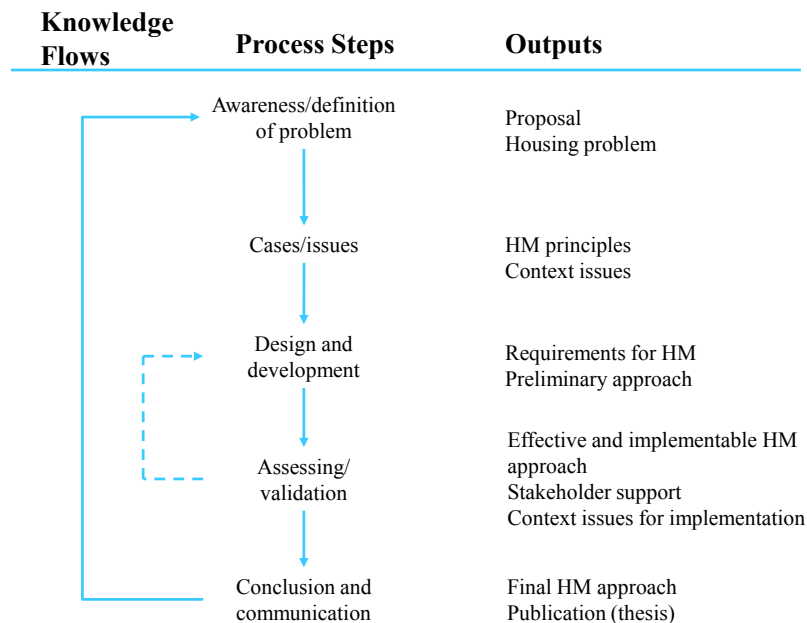 Knowledge
Flows
Process Steps
Outputs
Awareness/definition
of problem
Proposal
Housing problem
Cases/issues
HM principles
Context issues
Design and
development
Requirements for HM
Preliminary approach
Assessing/
validation
Effective and implementable HM
approach
Stakeholder support
Context issues for implementation
Conclusion and
communication
Final HM approach
Publication (thesis)